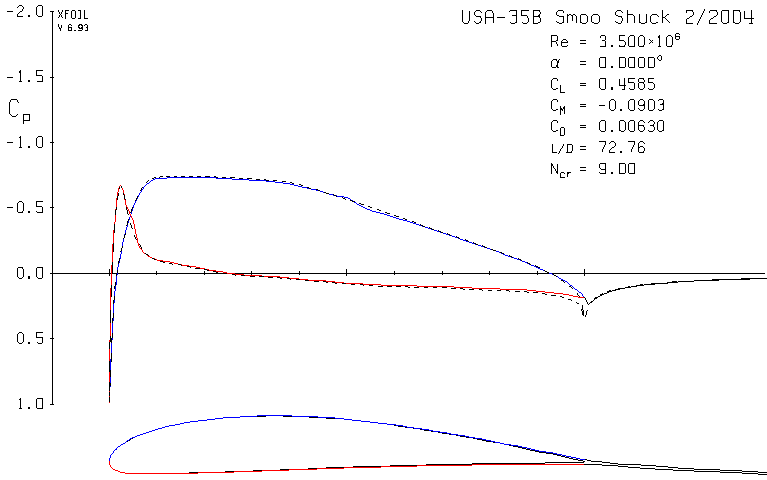 -2.0
XFOIL
V 6.93
USA-35B Smoo Shuck 2/2004
Re = 3.500×10⁶
α = 0.0000°
-1.5
C_L = 0.4585
C_P
C_M = -0.0903
C_D = 0.00630
-1.0
L/D = 72.76
N_cr = 9.00
-0.5
0.0
0.5
1.0